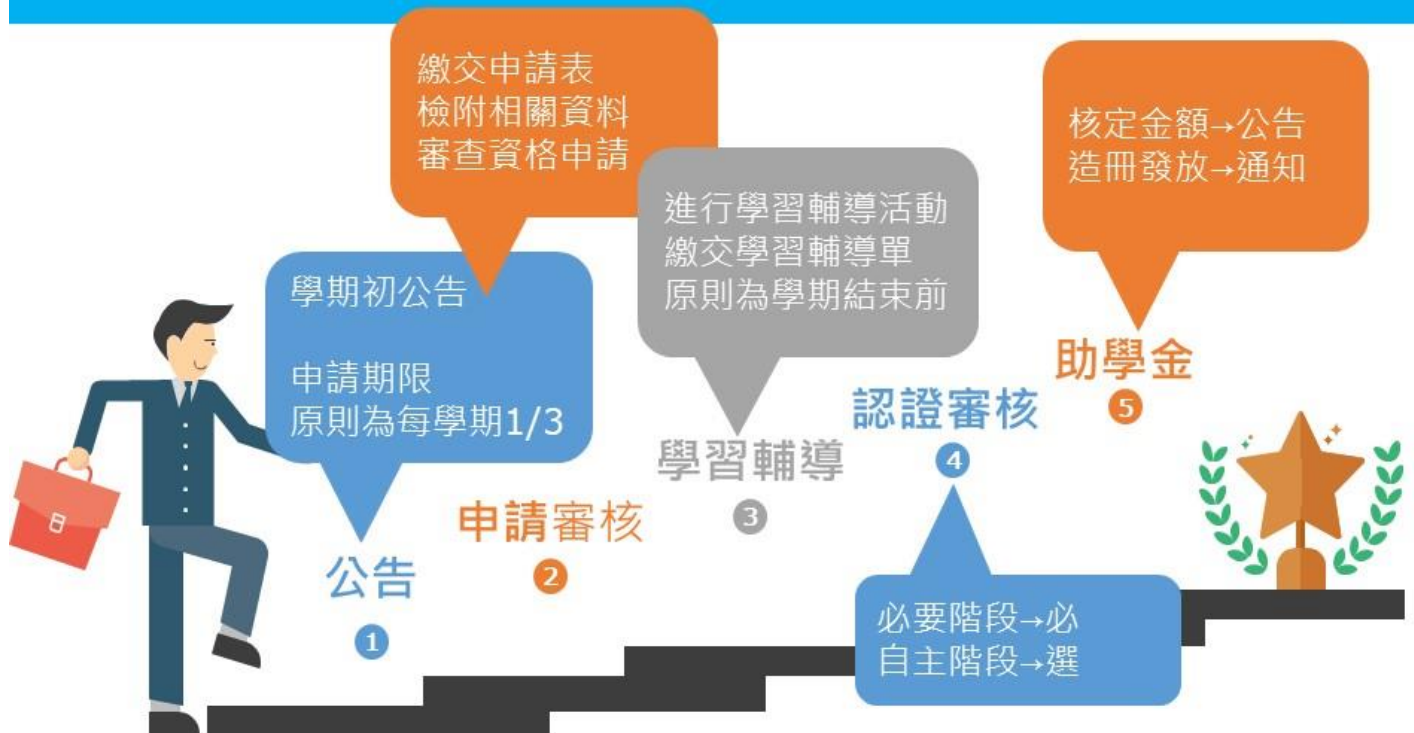 學期初公告
申請期限
原則為每學期1/3
公告
1
繳交申請表
檢附相關資料
審查資格申請
申請審核
2
進行學習輔導活動
繳交學習輔導單
原則為學期結束前
學習輔導
3
認證審核
4
必要階段→必
自主階段→選
核定金額→公告
造冊發放→通知
助學金
5